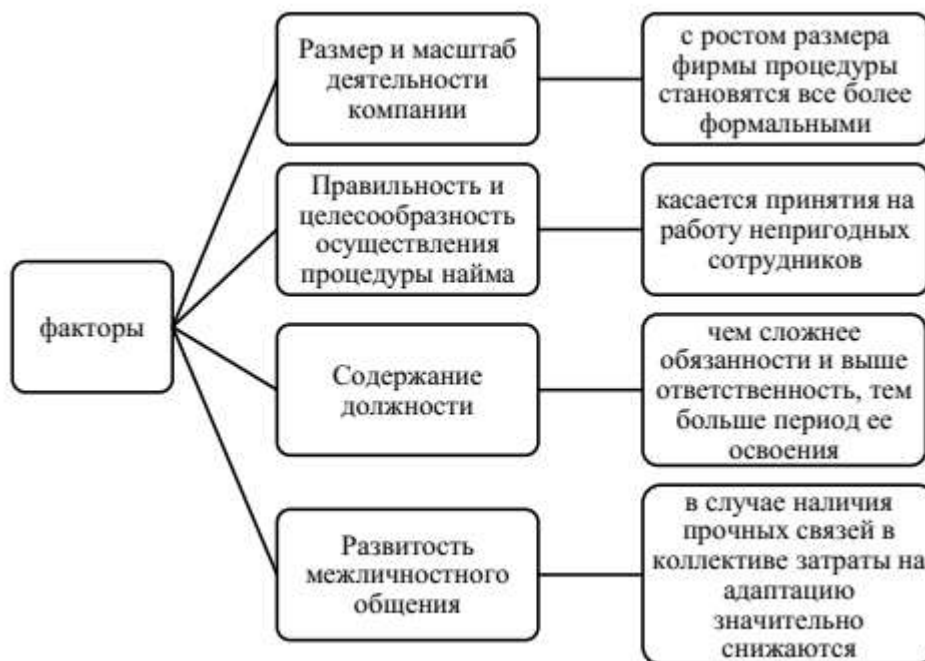 факторы
Размер и масштаб
деятельности
компании
с ростом размера
фирмы процедуры
становятся все более
формальными
Правильность и
целесообразность
осуществления
процедуры найма
касается принятия на
работу непригодных
сотрудников
Содержание
должности
чем сложнее
обязанности и выше
ответственность, тем
больше период ее
освоения
Развитость
межличностного
общения
в случае наличия
прочных связей в
коллективе затраты на
адаптацию
значительно
снижаются